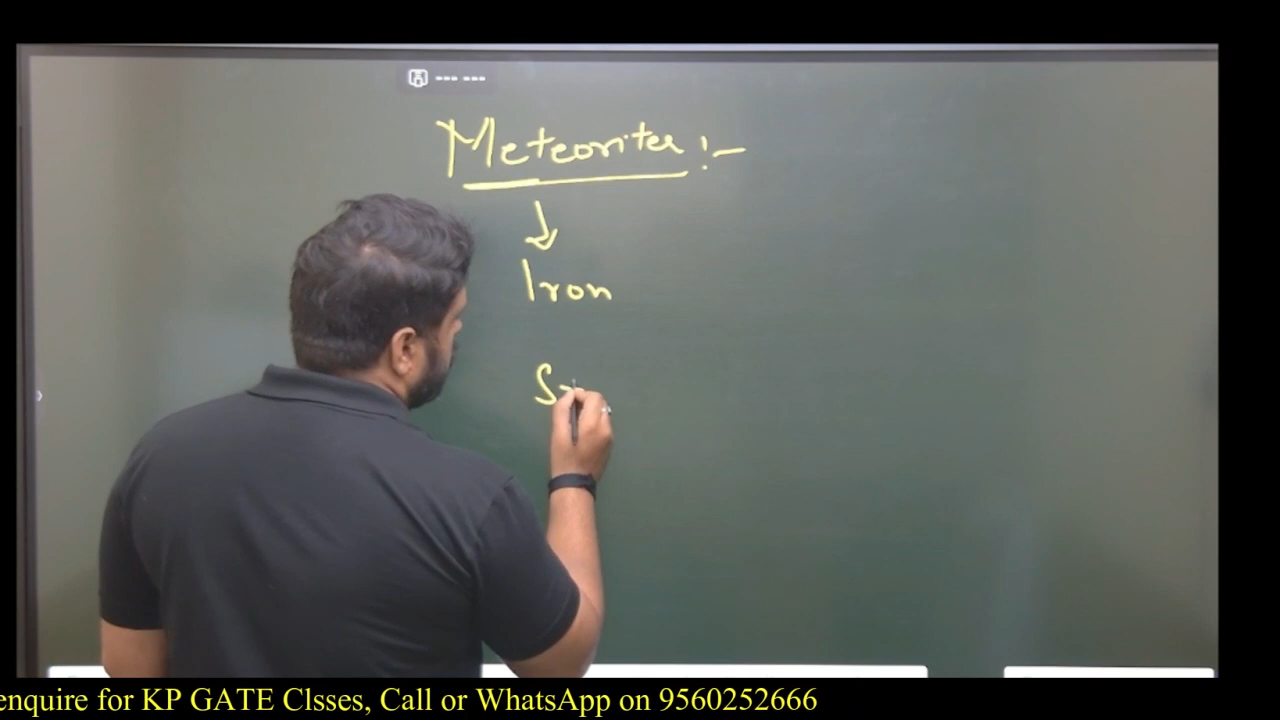 Meteorites :-
↓
Iron
S
enquire for KP GATE Clsses, Call or WhatsApp on 9560252666